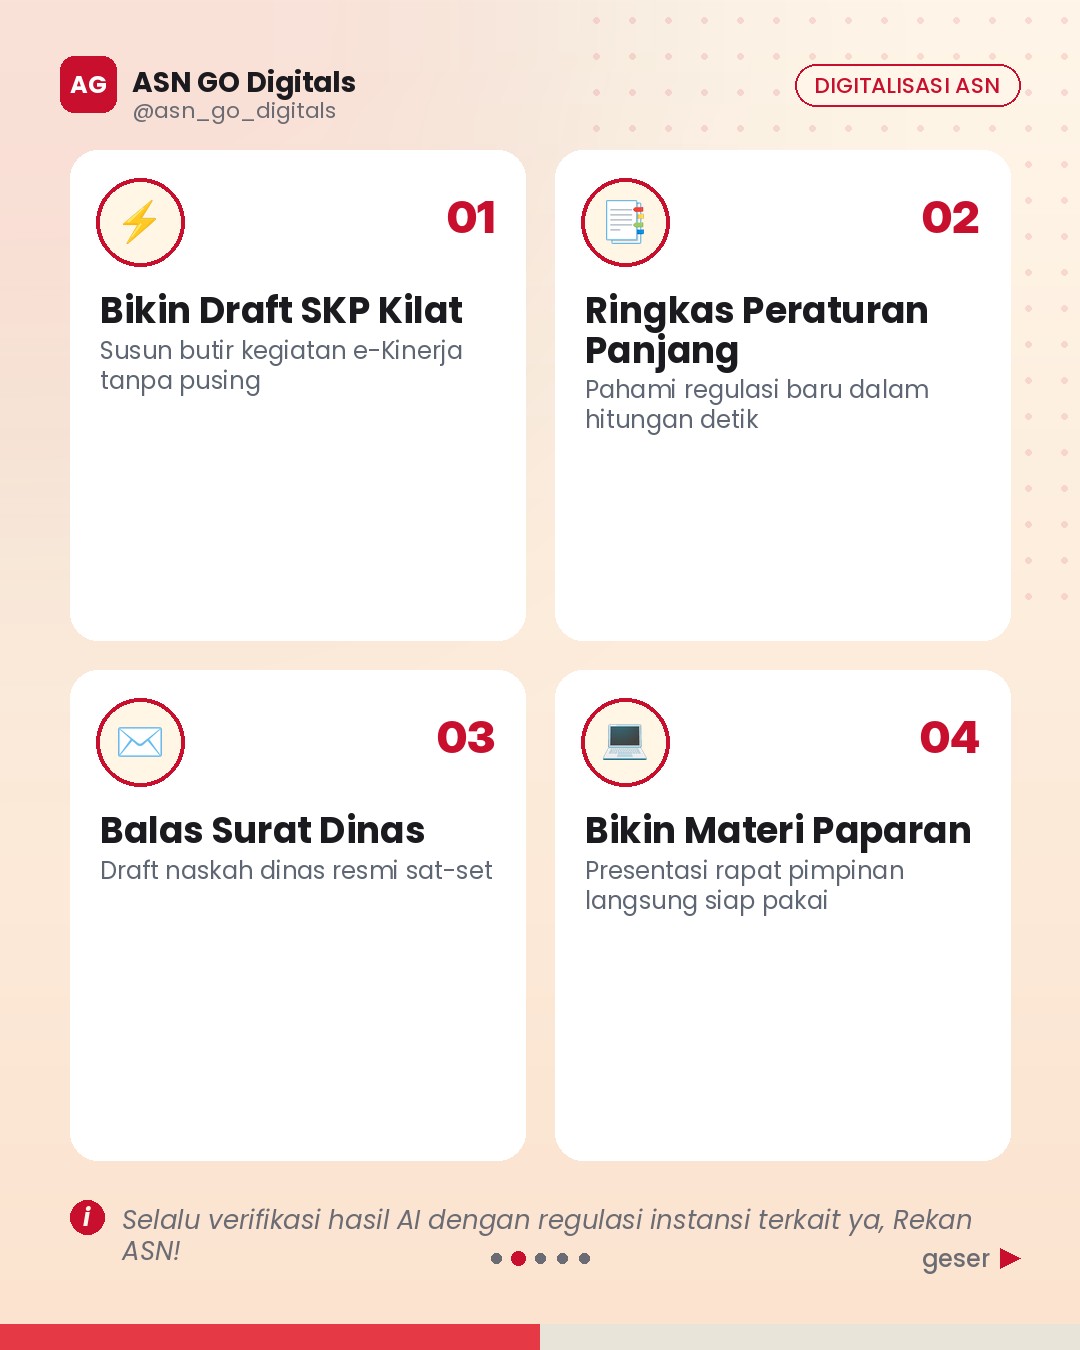 AG
ASN GO Digitals
@asn_go_digitals
DIGITALISASI ASN
01
Bikin Draft SKP Kilat
Susun butir kegiatan e-Kinerja
tanpa pusing
02
Ringkas Peraturan
Panjang
Pahami regulasi baru dalam
hitungan detik
03
Balas Surat Dinas
Draft naskah dinas resmi sat-set
04
Bikin Materi Paparan
Presentasi rapat pimpinan
langsung siap pakai
i
Selalu verifikasi hasil AI dengan regulasi instansi terkait ya, Rekan
ASN!
geser